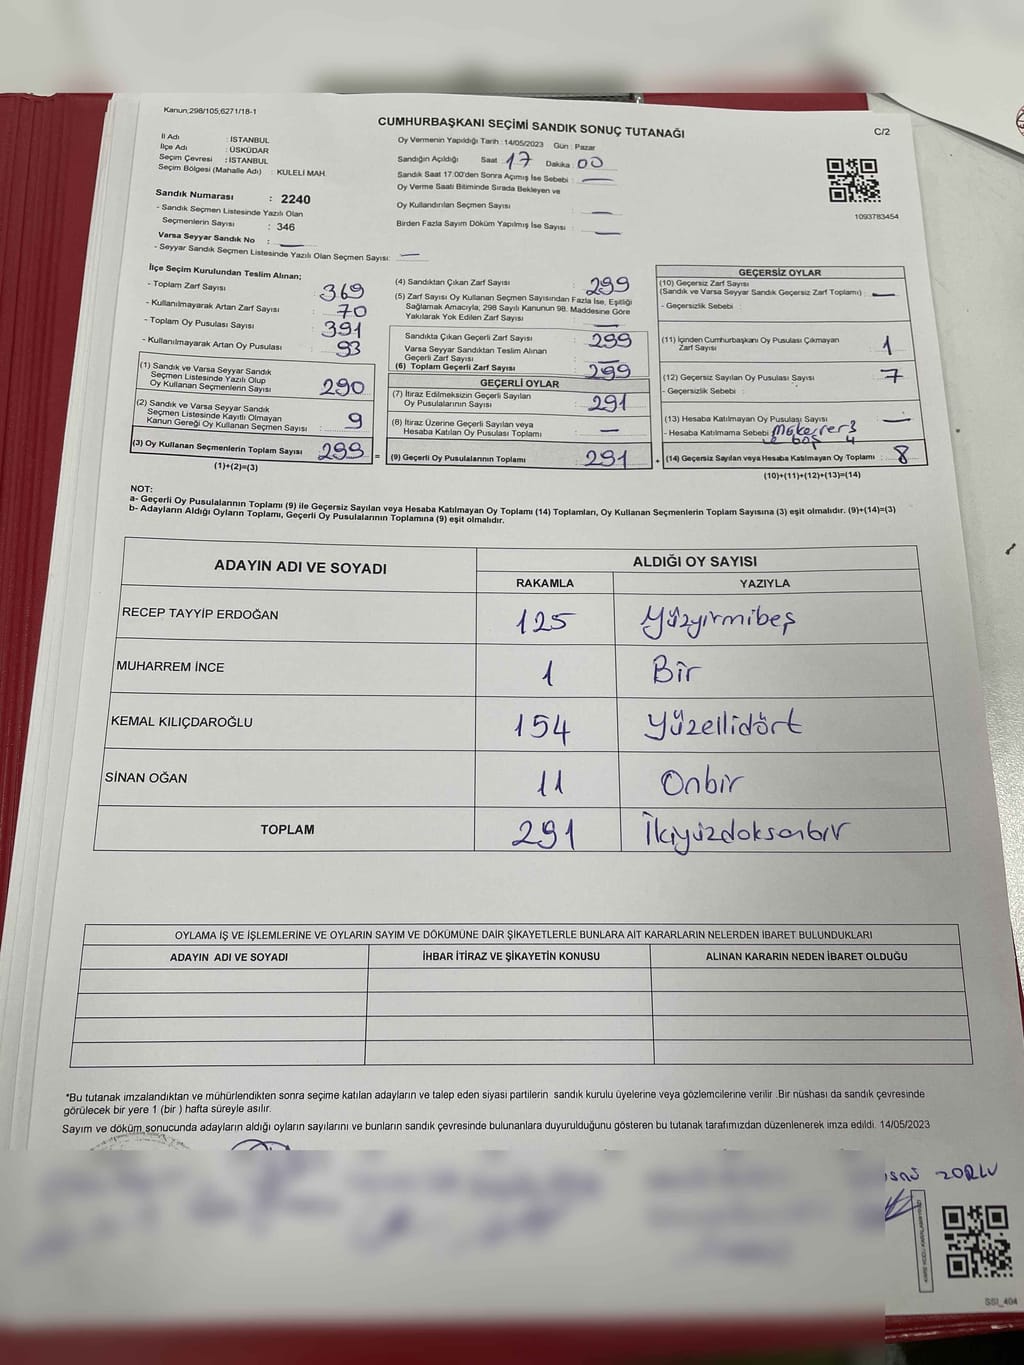 Kanun;298/105;6271/18-1
CUMHURBAŞKANI SEÇİMİ SANDIK SONUÇ TUTANAĞI
C/2
İl Adı : İSTANBUL
İlçe Adı : ÜSKÜDAR
Seçim Çevresi : İSTANBUL
Seçim Bölgesi (Mahalle Adı) : KULELİ MAH.
Sandık Numarası : 2240
- Sandık Seçmen Listesinde Yazılı Olan
Seçmenlerin Sayısı : 346
Varsa Seyyar Sandık No :
- Seyyar Sandık Seçmen Listesinde Yazılı Olan Seçmen Sayısı: —
Oy Vermenin Yapıldığı Tarih : 14/05/2023 Gün : Pazar
Sandığın Açıldığı Saat : 17 Dakika : 00
Sandık Saat 17:00'den Sonra Açımış İse Sebebi : —
Oy Verme Saati Bitiminde Sırada Bekleyen ve
Oy Kullandırılan Seçmen Sayısı : —
Birden Fazla Sayım Döküm Yapılmış İse Sayısı : —
1093783454
İlçe Seçim Kurulundan Teslim Alınan;
- Toplam Zarf Sayısı : 369
- Kullanılmayarak Artan Zarf Sayısı : 70
- Toplam Oy Pusulası Sayısı : 391
- Kullanılmayarak Artan Oy Pusulası : 93
(1) Sandık ve Varsa Seyyar Sandık
Seçmen Listesinde Yazılı Olup
Oy Kullanan Seçmenlerin Sayısı : 290
(2) Sandık ve Varsa Seyyar Sandık
Seçmen Listesinde Kayıtlı Olmayan
Kanun Gereği Oy Kullanan Seçmen Sayısı : 9
(3) Oy Kullanan Seçmenlerin Toplam Sayısı : 299 =
(1)+(2)=(3)
(4) Sandıktan Çıkan Zarf Sayısı : 299
(5) Zarf Sayısı Oy Kullanan Seçmen Sayısından Fazla İse, Eşitliği
Sağlamak Amacıyla; 298 Sayılı Kanunun 98. Maddesine Göre
Yakılarak Yok Edilen Zarf Sayısı : —
Sandıkta Çıkan Geçerli Zarf Sayısı : 299
Varsa Seyyar Sandıktan Teslim Alınan
Geçerli Zarf Sayısı : —
(6) Toplam Geçerli Zarf Sayısı : 299
GEÇERLİ OYLAR
(7) İtiraz Edilmeksizin Geçerli Sayılan
Oy Pusulalarının Sayısı : 291
(8) İtiraz Üzerine Geçerli Sayılan veya
Hesaba Katılan Oy Pusulası Toplamı : —
(9) Geçerli Oy Pusulalarının Toplamı : 291 +
GEÇERSİZ OYLAR
(10) Geçersiz Zarf Sayısı
(Sandık ve Varsa Seyyar Sandık Geçersiz Zarf Toplamı) : —
- Geçersizlik Sebebi :
(11) İçinden Cumhurbaşkanı Oy Pusulası Çıkmayan
Zarf Sayısı : 1
(12) Geçersiz Sayılan Oy Pusulası Sayısı : 7
- Geçersizlik Sebebi :
(13) Hesaba Katılmayan Oy Pusulası Sayısı : —
- Hesaba Katılmama Sebebi : Mükerrer 3
ve boş 4
(14) Geçersiz Sayılan veya Hesaba Katılmayan Oy Toplamı : 8
(10)+(11)+(12)+(13)=(14)
NOT:
a- Geçerli Oy Pusulalarının Toplamı (9) ile Geçersiz Sayılan veya Hesaba Katılmayan Oy Toplamı (14) Toplamları, Oy Kullanan Seçmenlerin Toplam Sayısına (3) eşit olmalıdır. (9)+(14)=(3)
b- Adayların Aldığı Oyların Toplamı, Geçerli Oy Pusulalarının Toplamına (9) eşit olmalıdır.
ADAYIN ADI VE SOYADI
ALDIĞI OY SAYISI
RAKAMLA YAZIYLA
RECEP TAYYİP ERDOĞAN 125 Yüzyirmibeş
MUHARREM İNCE 1 Bir
KEMAL KILIÇDAROĞLU 154 Yüzellidört
SİNAN OĞAN 11 Onbir
TOPLAM 291 İkiyüzdoksanbir
OYLAMA İŞ VE İŞLEMLERİNE VE OYLARIN SAYIM VE DÖKÜMÜNE DAİR ŞİKAYETLERLE BUNLARA AİT KARARLARIN NELERDEN İBARET BULUNDUKLARI
ADAYIN ADI VE SOYADI İHBAR İTİRAZ VE ŞİKAYETİN KONUSU ALINAN KARARIN NEDEN İBARET OLDUĞU
*Bu tutanak imzalandıktan ve mühürlendikten sonra seçime katılan adayların ve talep eden siyasi partilerin sandık kurulu üyelerine veya gözlemcilerine verilir .Bir nüshası da sandık çevresinde
görülecek bir yere 1 (bir ) hafta süreyle asılır.
Sayım ve döküm sonucunda adayların aldığı oyların sayılarını ve bunların sandık çevresinde bulunanlara duyurulduğunu gösteren bu tutanak tarafımızdan düzenlenerek imza edildi. 14/05/2023
ZORLU
SSI_404